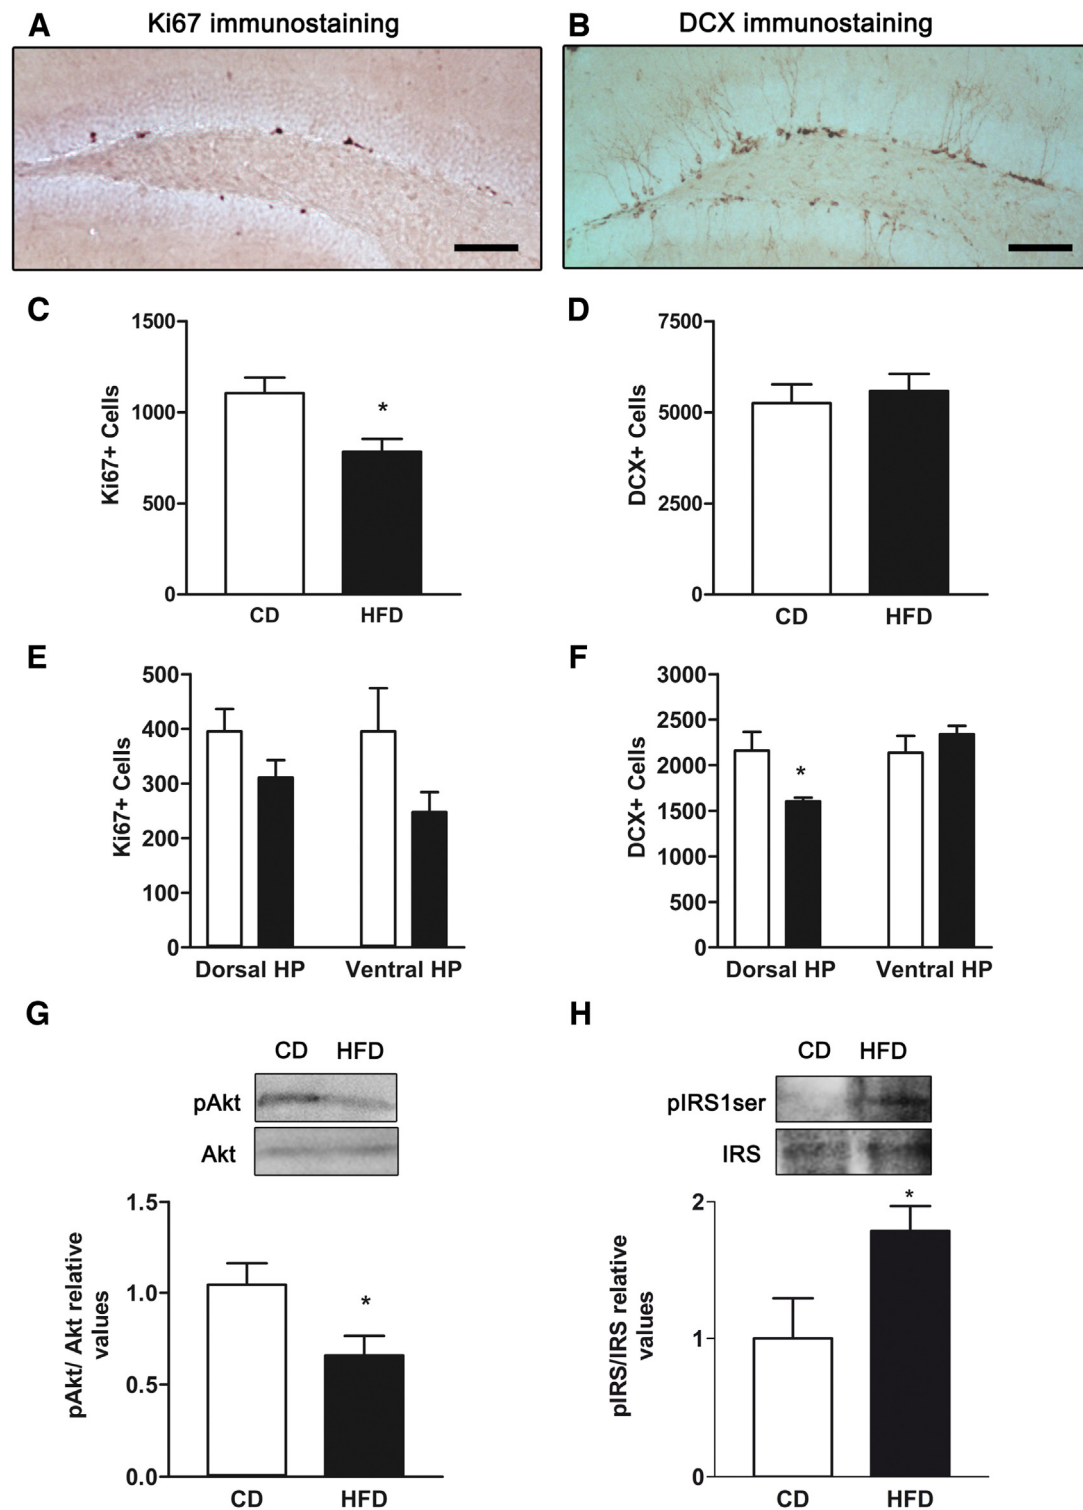 A Ki67 immunostaining
B DCX immunostaining
C
1500
1000
500
0
Ki67+ Cells
*
CD HFD
D
7500
5000
2500
0
DCX+ Cells
CD HFD
E
500
400
300
200
100
0
Ki67+ Cells
Dorsal HP Ventral HP
F
3000
2500
2000
1500
1000
500
0
DCX+ Cells
*
Dorsal HP Ventral HP
G
CD HFD
pAkt
Akt
1.5
1.0
0.5
0.0
pAkt/ Akt relative
values
*
CD HFD
H
CD HFD
pIRS1ser
IRS
2
1
0
pIRS/IRS relative
values
*
CD HFD